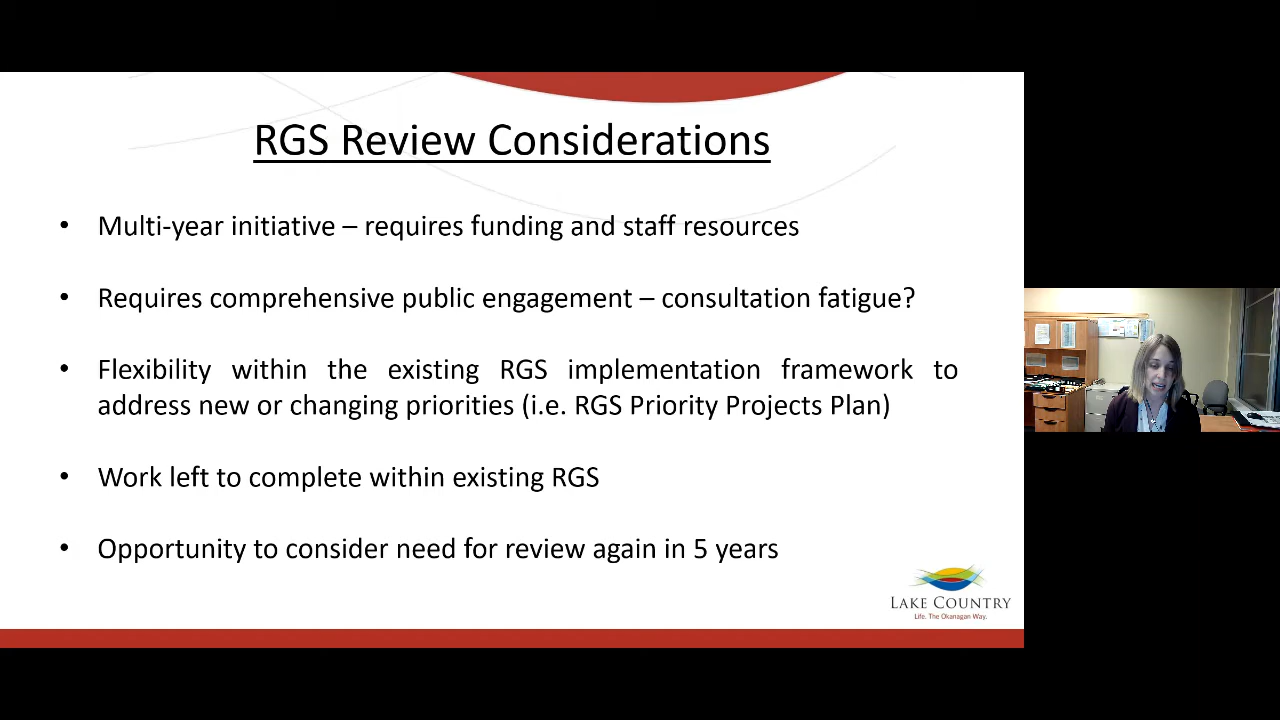 RGS Review Considerations
• Multi-year initiative – requires funding and staff resources
• Requires comprehensive public engagement – consultation fatigue?
• Flexibility within the existing RGS implementation framework to
address new or changing priorities (i.e. RGS Priority Projects Plan)
• Work left to complete within existing RGS
• Opportunity to consider need for review again in 5 years
LAKE COUNTRY
Life. The Okanagan Way.